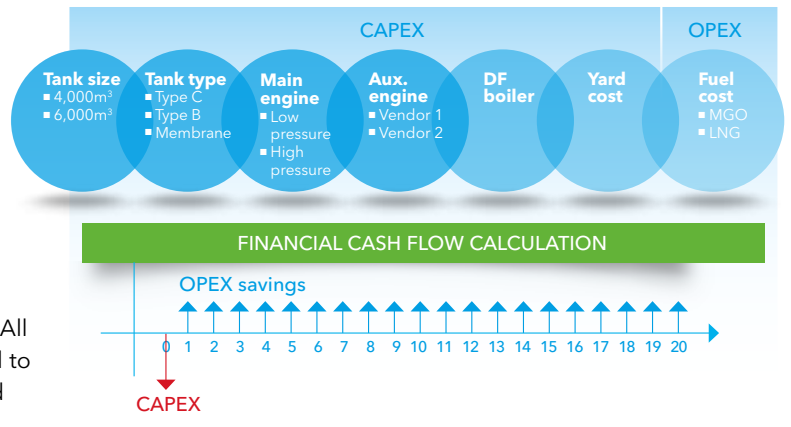 CAPEX
OPEX
Tank size
▪ 4,000m³
▪ 6,000m³
Tank type
▪ Type C
▪ Type B
▪ Membrane
Main
engine
▪ Low
pressure
▪ High
pressure
Aux.
engine
▪ Vendor 1
▪ Vendor 2
DF
boiler
Yard
cost
Fuel
cost
▪ MGO
▪ LNG
FINANCIAL CASH FLOW CALCULATION
OPEX savings
0 1 2 3 4 5 6 7 8 9 10 11 12 13 14 15 16 17 18 19 20
CAPEX
All
to